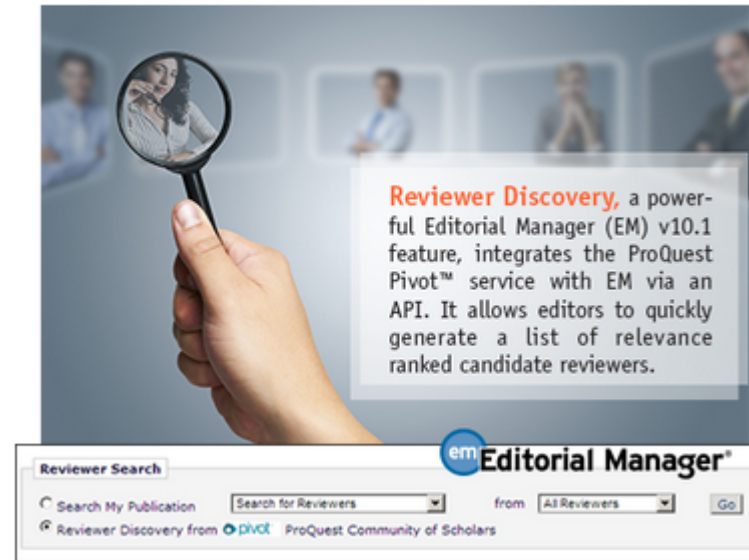 Reviewer Discovery, a power-
ful Editorial Manager (EM) v10.1
feature, integrates the ProQuest
Pivot™ service with EM via an
API. It allows editors to quickly
generate a list of relevance
ranked candidate reviewers.
em Editorial Manager®
Reviewer Search
Search My Publication Search for Reviewers from All Reviewers Go
Reviewer Discovery from pivot ProQuest Community of Scholars